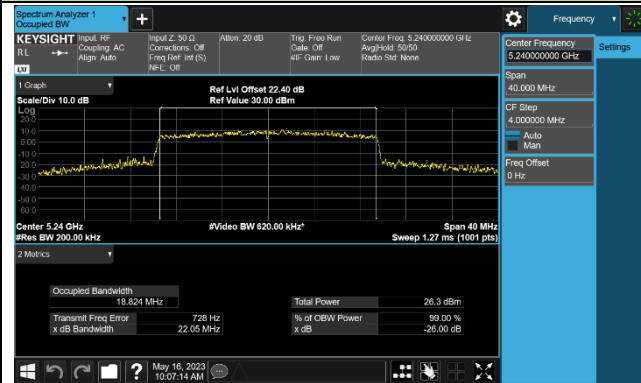 Spectrum Analyzer 1
Occupied BW
+
Frequency
KEYSIGHT
RL
LXI
Input: RF
Coupling: AC
Align: Auto
Input Z: 50 Ω
Corrections: Off
Freq Ref: Int (S)
NFE: Off
Atten: 20 dB
Trig: Free Run
Gate: Off
#IF Gain: Low
Center Freq: 5.240000000 GHz
Avg|Hold: 50/50
Radio Std: None
Center Frequency
5.240000000 GHz
Settings
Span
40.000 MHz
CF Step
4.000000 MHz
Auto
Man
Freq Offset
0 Hz
1 Graph
Scale/Div 10.0 dB
Ref Lvl Offset 22.40 dB
Ref Value 30.00 dBm
Log
20.0
10.0
0.00
-10.0
-20.0
-30.0
-40.0
-50.0
-60.0
Center 5.24 GHz
#Video BW 620.00 kHz*
Span 40 MHz
#Res BW 200.00 kHz
Sweep 1.27 ms (1001 pts)
2 Metrics
Occupied Bandwidth
18.824 MHz
Total Power
26.3 dBm
Transmit Freq Error
728 Hz
% of OBW Power
99.00 %
x dB Bandwidth
22.05 MHz
x dB
-26.00 dB
?
May 16, 2023
10:07:14 AM